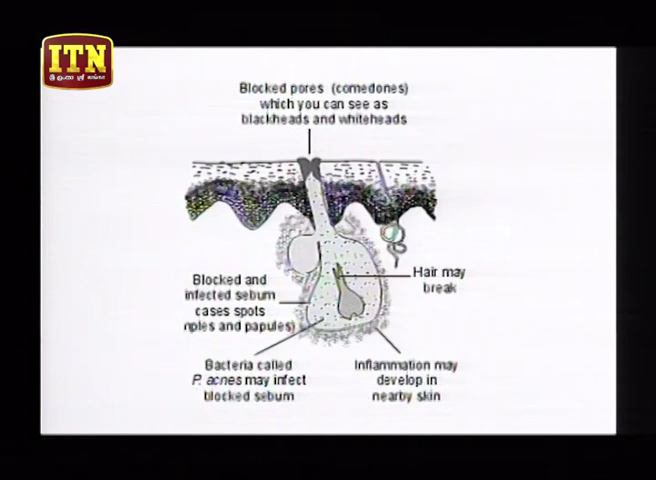 ITN
Blocked pores (comedones)
which you can see as
blackheads and whiteheads
Hair may
break
Blocked and
infected sebum
cases spots
nples and papules)
Bacteria called
P. acnes may infect
blocked sebum
Inflammation may
develop in
nearby skin